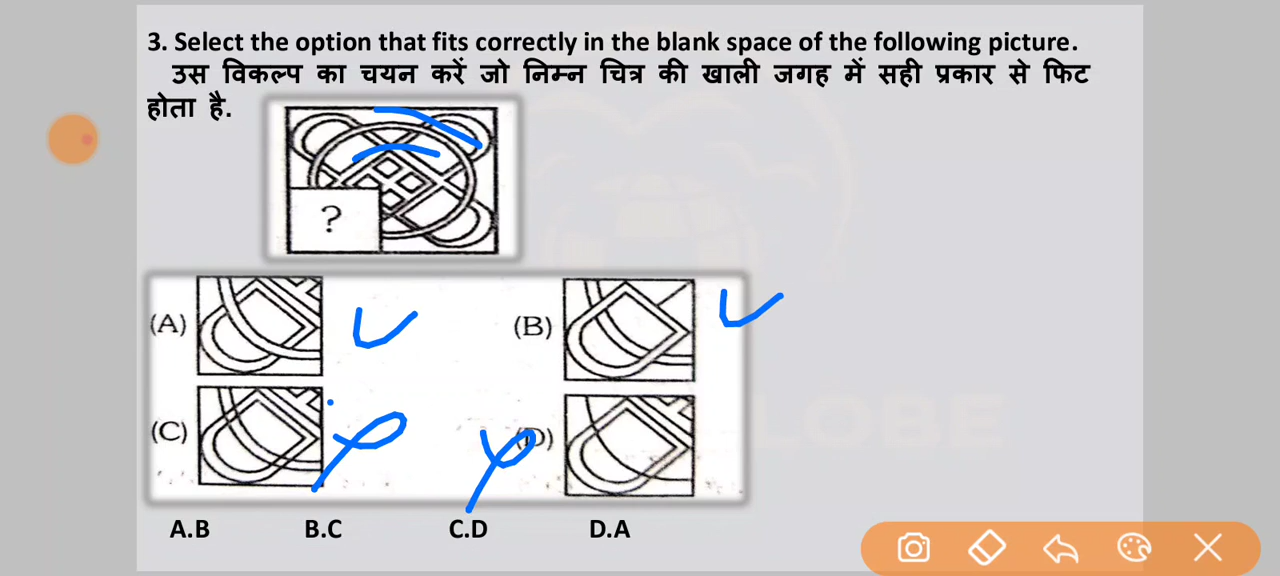 3. Select the option that fits correctly in the blank space of the following picture.
उस विकल्प का चयन करें जो निम्न चित्र की खाली जगह में सही प्रकार से फिट
होता है.
?
(A)
(B)
(C)
(D)
LOBE
A.B B.C C.D D.A